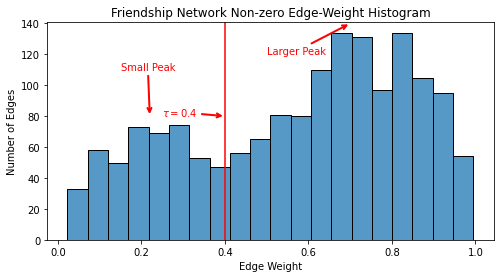 Friendship Network Non-zero Edge-Weight Histogram
140
120
100
80
60
40
20
0
Number of Edges
Larger Peak
Small Peak
τ = 0.4
0.0 0.2 0.4 0.6 0.8 1.0
Edge Weight